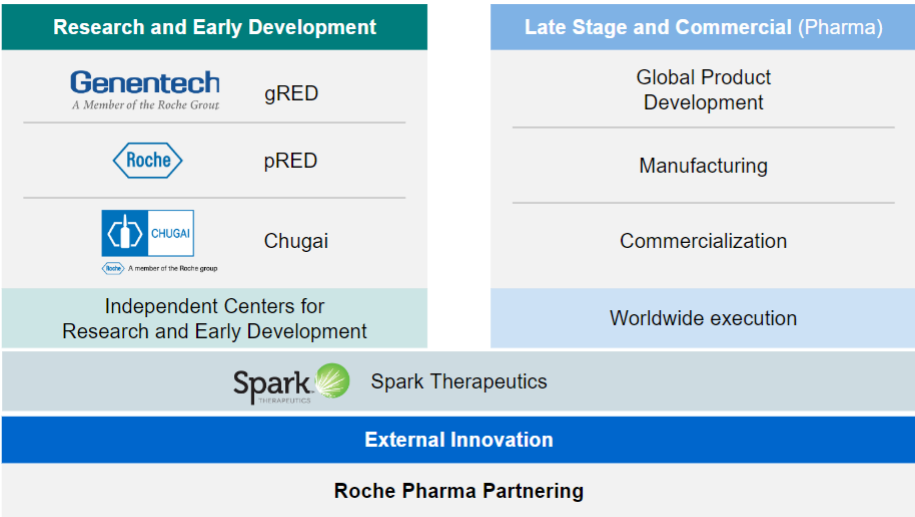 Research and Early Development
Genentech
A Member of the Roche Group
gRED
Roche
pRED
CHUGAI
Roche A member of the Roche group
Chugai
Independent Centers for
Research and Early Development
Late Stage and Commercial (Pharma)
Global Product
Development
Manufacturing
Commercialization
Worldwide execution
Spark
THERAPEUTICS
Spark Therapeutics
External Innovation
Roche Pharma Partnering